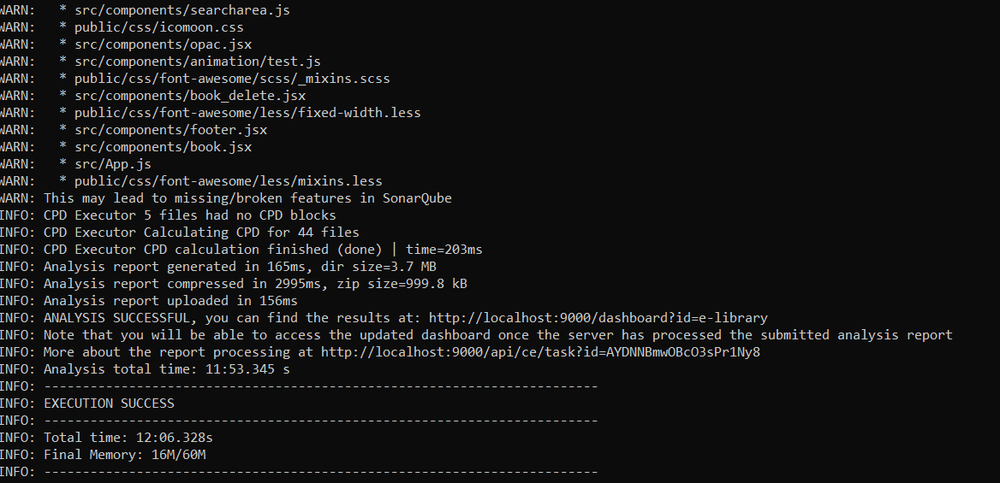 WARN:   * src/components/searcharea.js
WARN:   * public/css/icomoon.css
WARN:   * src/components/opac.jsx
WARN:   * src/components/animation/test.js
WARN:   * public/css/font-awesome/scss/_mixins.scss
WARN:   * src/components/book_delete.jsx
WARN:   * public/css/font-awesome/less/fixed-width.less
WARN:   * src/components/footer.jsx
WARN:   * src/components/book.jsx
WARN:   * src/App.js
WARN:   * public/css/font-awesome/less/mixins.less
WARN: This may lead to missing/broken features in SonarQube
INFO: CPD Executor 5 files had no CPD blocks
INFO: CPD Executor Calculating CPD for 44 files
INFO: CPD Executor CPD calculation finished (done) | time=203ms
INFO: Analysis report generated in 165ms, dir size=3.7 MB
INFO: Analysis report compressed in 2995ms, zip size=999.8 kB
INFO: Analysis report uploaded in 156ms
INFO: ANALYSIS SUCCESSFUL, you can find the results at: http://localhost:9000/dashboard?id=e-library
INFO: Note that you will be able to access the updated dashboard once the server has processed the submitted analysis report
INFO: More about the report processing at http://localhost:9000/api/ce/task?id=AYDNNBmwOBcO3sPr1Ny8
INFO: Analysis total time: 11:53.345 s
INFO: ------------------------------------------------------------------------
INFO: EXECUTION SUCCESS
INFO: ------------------------------------------------------------------------
INFO: Total time: 12:06.328s
INFO: Final Memory: 16M/60M
INFO: ------------------------------------------------------------------------